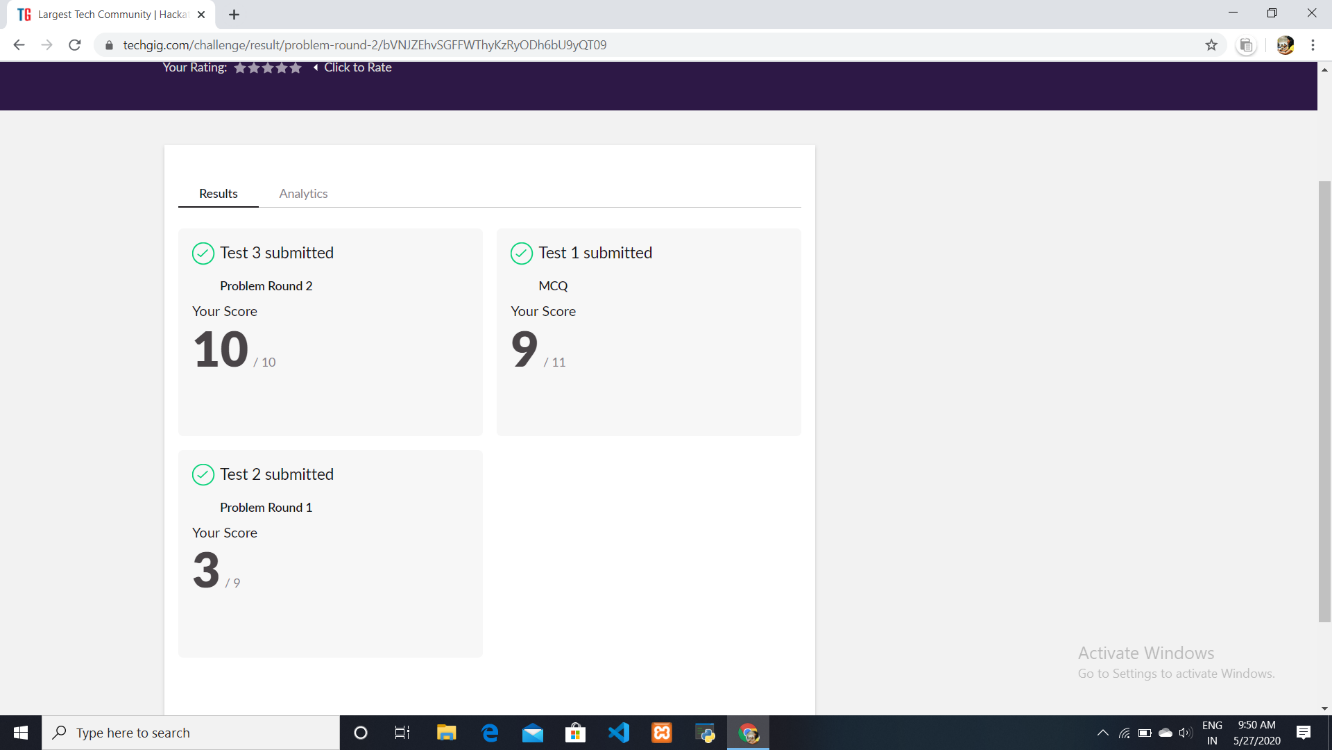 TG Largest Tech Community | Hacka
techgig.com/challenge/result/problem-round-2/bVNJZEhvSGFFWThyKzRyODh6bU9yQT09
Your Rating: Click to Rate
Results Analytics
Test 3 submitted
Problem Round 2
Your Score
10 / 10
Test 1 submitted
MCQ
Your Score
9 / 11
Test 2 submitted
Problem Round 1
Your Score
3 / 9
Activate Windows
Go to Settings to activate Windows.
Type here to search
ENG
IN
9:50 AM
5/27/2020